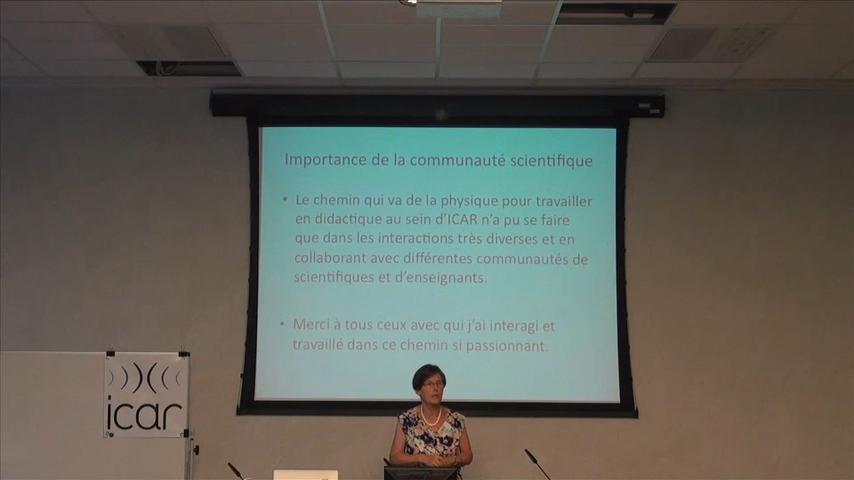 Importance de la communauté scientifique
• Le chemin qui va de la physique pour travailler
en didactique au sein d'ICAR n'a pu se faire
que dans les interactions très diverses et en
collaborant avec différentes communautés de
scientifiques et d'enseignants.
• Merci à tous ceux avec qui j'ai interagi et
travaillé dans ce chemin si passionnant.
icar